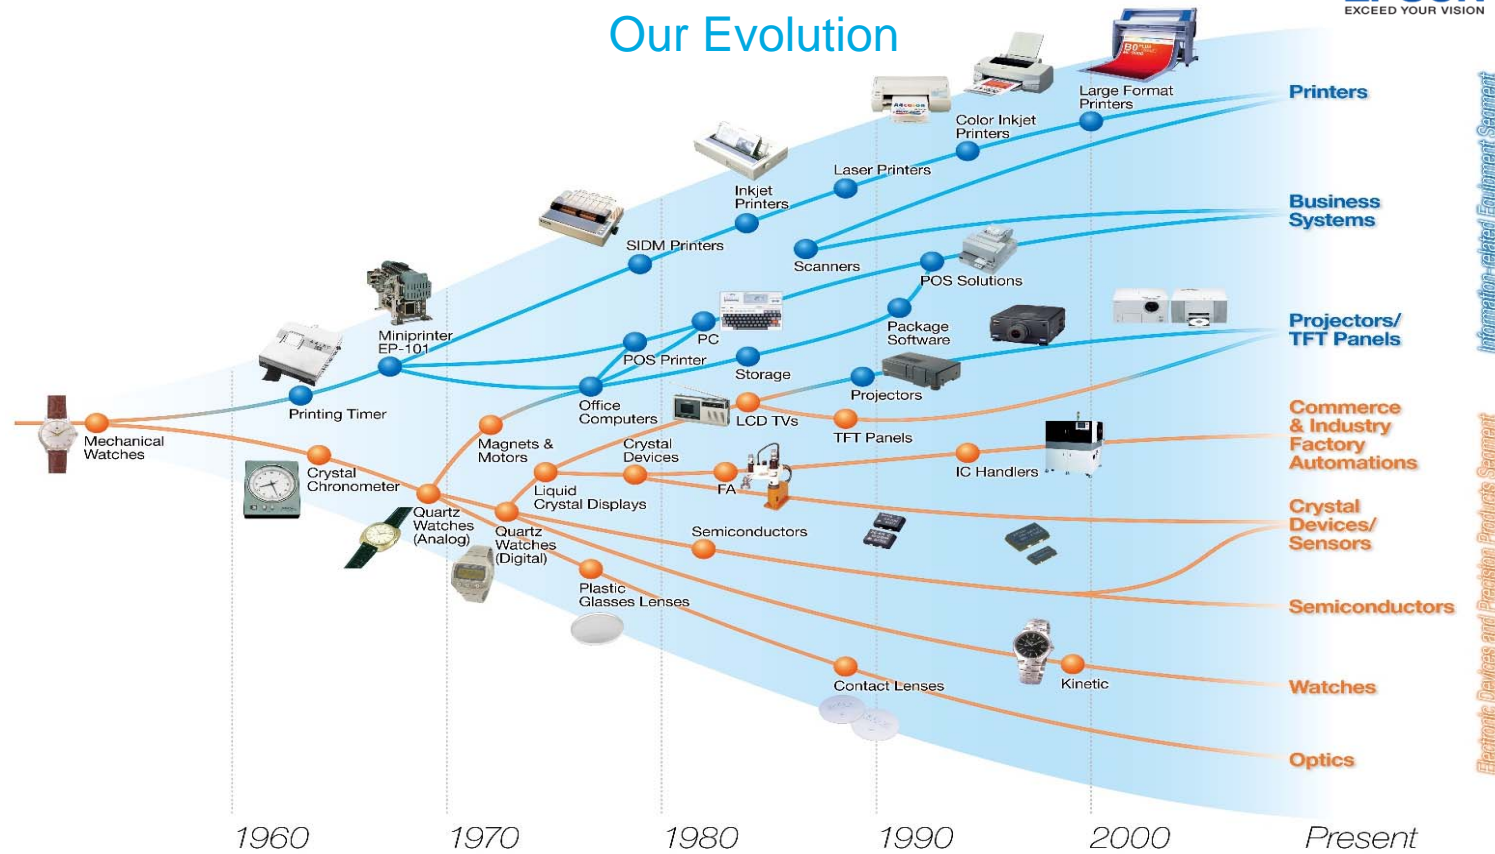 Our Evolution
EPSON
EXCEED YOUR VISION
Large Format
Printers
Printers
Color Inkjet
Printers
Laser Printers
Inkjet
Printers
SIDM Printers
Business
Systems
Scanners
POS Solutions
Miniprinter
EP-101
PC
POS Printer
Package
Software
Projectors/
TFT Panels
Storage
Projectors
Printing Timer
Office
Computers
LCD TVs
TFT Panels
Mechanical
Watches
Magnets &
Motors
Crystal
Devices
Commerce
& Industry
Factory
Automations
Crystal
Chronometer
Liquid
Crystal Displays
FA
IC Handlers
Quartz
Watches
(Analog)
Quartz
Watches
(Digital)
Semiconductors
Crystal
Devices/
Sensors
Plastic
Glasses Lenses
Semiconductors
Contact Lenses
Kinetic
Watches
Optics
Information-related Equipment Segment
Electronic Devices and Precision Products Segment
1960
1970
1980
1990
2000
Present